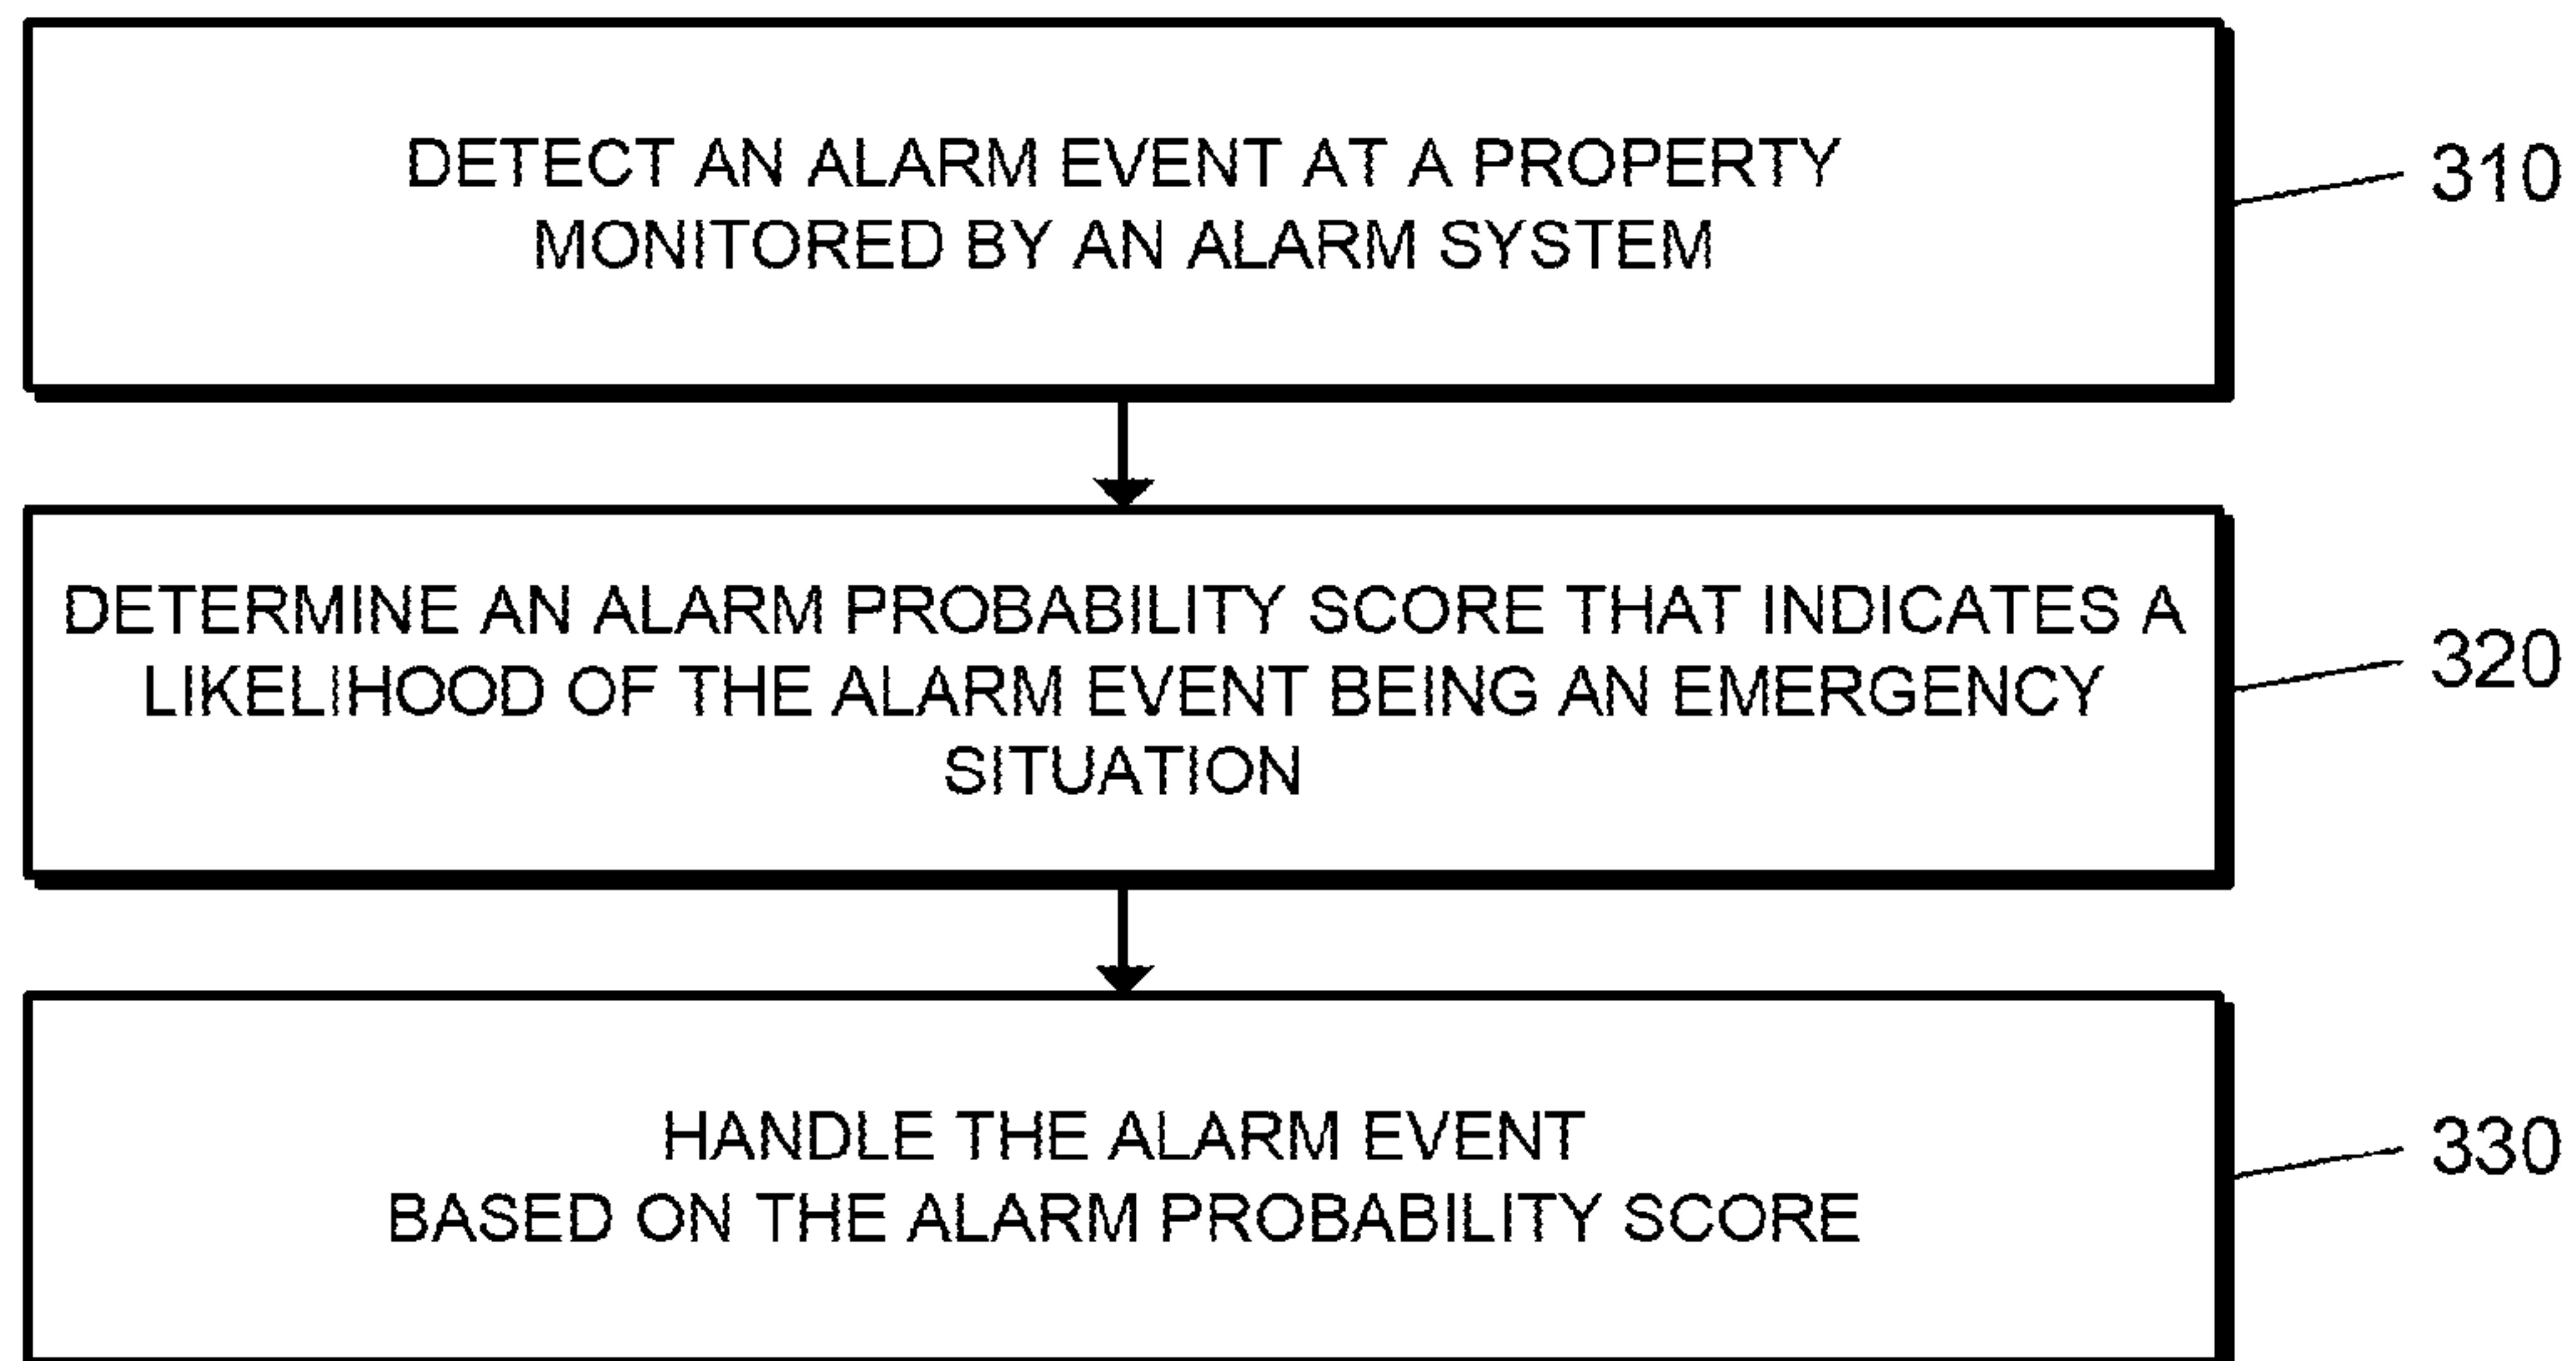 DETECT AN ALARM EVENT AT A PROPERTY
MONITORED BY AN ALARM SYSTEM
310
DETERMINE AN ALARM PROBABILITY SCORE THAT INDICATES A
LIKELIHOOD OF THE ALARM EVENT BEING AN EMERGENCY
SITUATION
320
HANDLE THE ALARM EVENT
BASED ON THE ALARM PROBABILITY SCORE
330